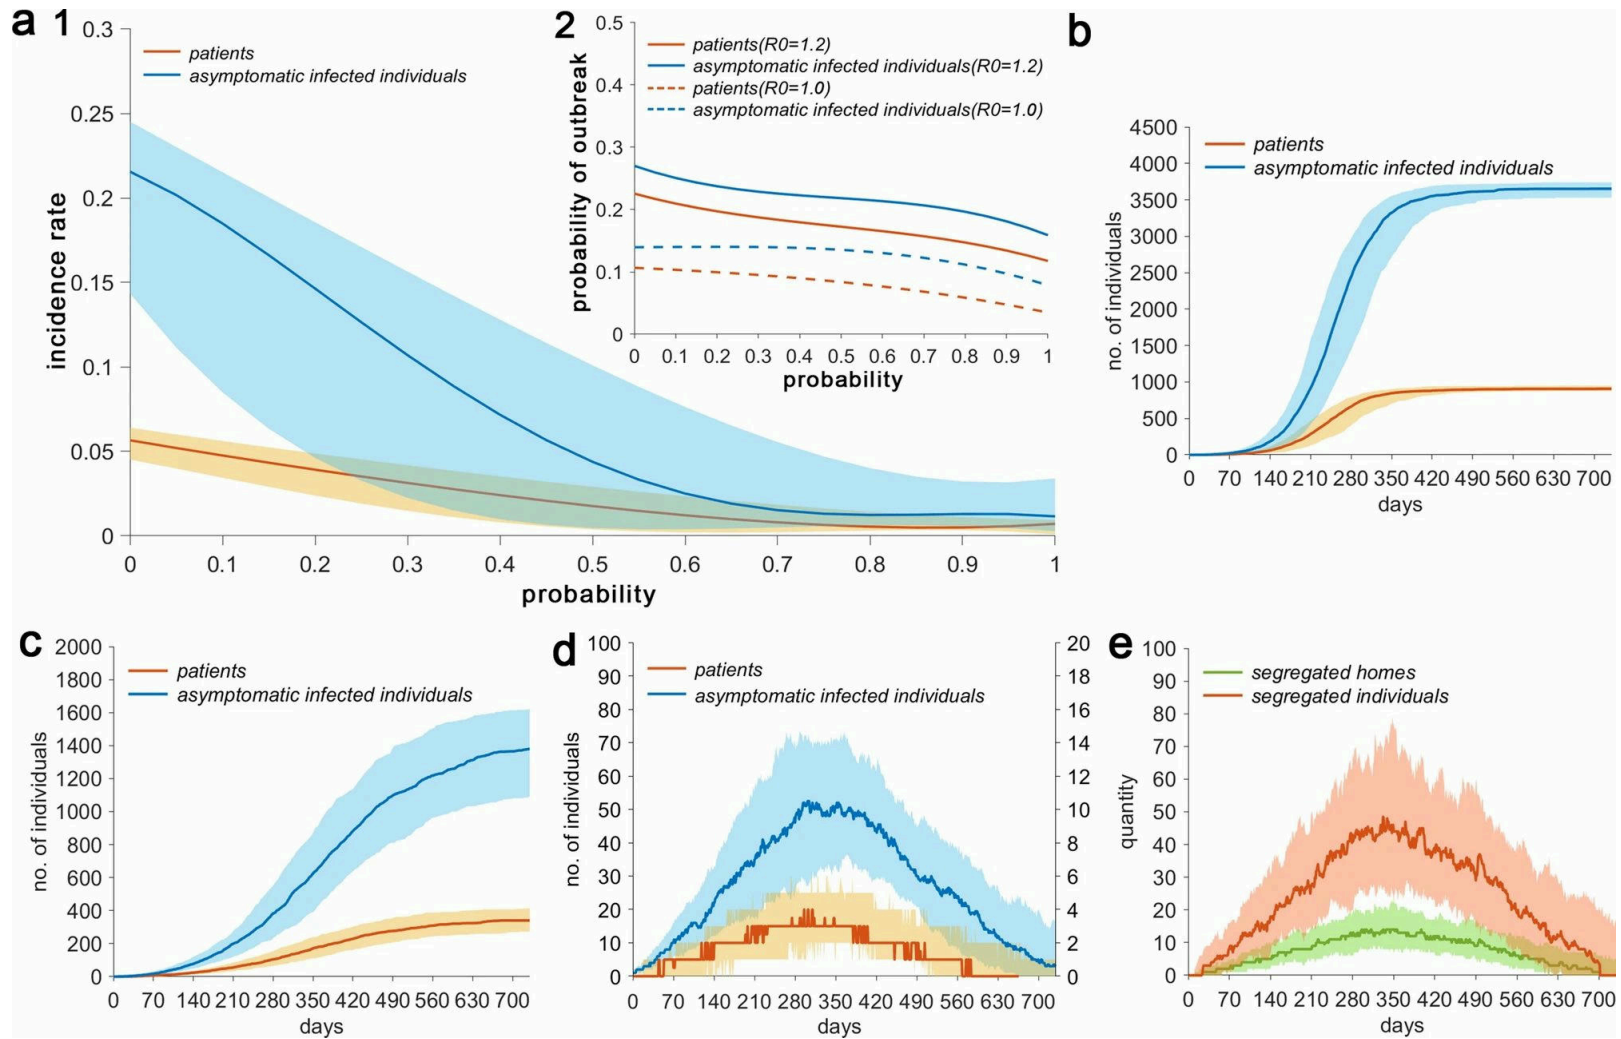 a 1
0.3
0.25
0.2
0.15
0.1
0.05
0
incidence rate
patients
asymptomatic infected individuals
0 0.1 0.2 0.3 0.4 0.5 0.6 0.7 0.8 0.9 1
probability
2
0.5
0.4
0.3
0.2
0.1
0
probability of outbreak
patients(R0=1.2)
asymptomatic infected individuals(R0=1.2)
patients(R0=1.0)
asymptomatic infected individuals(R0=1.0)
0 0.1 0.2 0.3 0.4 0.5 0.6 0.7 0.8 0.9 1
probability
b
4500
4000
3500
3000
2500
2000
1500
1000
500
0
no. of individuals
patients
asymptomatic infected individuals
0 70 140 210 280 350 420 490 560 630 700
days
c
2000
1800
1600
1400
1200
1000
800
600
400
200
0
no. of individuals
patients
asymptomatic infected individuals
0 70 140 210 280 350 420 490 560 630 700
days
d
100
90
80
70
60
50
40
30
20
10
0
no. of individuals
patients
asymptomatic infected individuals
20
18
16
14
12
10
8
6
4
2
0
0 70 140 210 280 350 420 490 560 630 700
days
e
100
90
80
70
60
50
40
30
20
10
0
quantity
segregated homes
segregated individuals
0 70 140 210 280 350 420 490 560 630 700
days